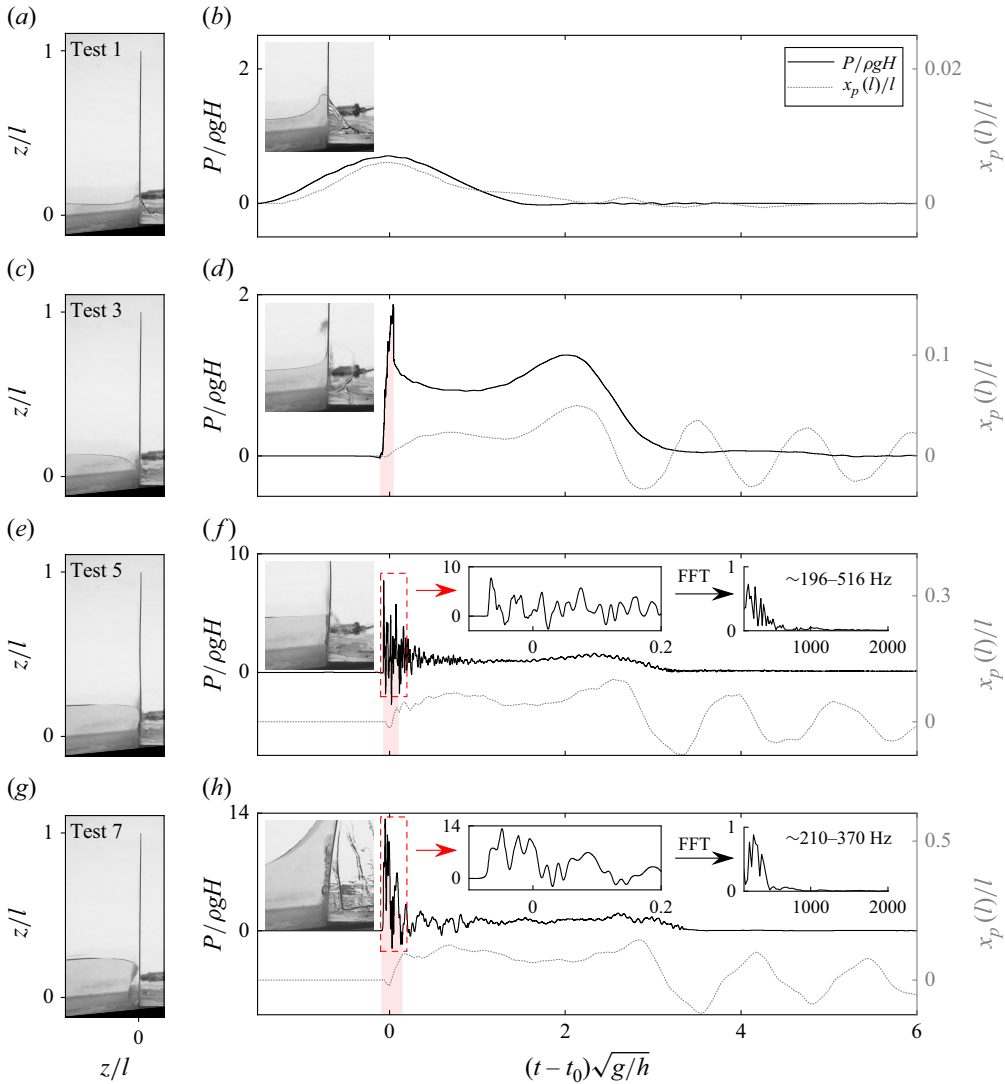 (a)
(b)
Test 1
1
0
z/l
2
0
P/ρgH
P/ρgH
x_p(l)/l
0.02
0
x_p(l)/l
(c)
(d)
Test 3
1
0
z/l
2
0
P/ρgH
0.1
0
x_p(l)/l
(e)
(f)
Test 5
1
0
z/l
10
0
P/ρgH
10
0
0
0.2
FFT
1
0
~196–516 Hz
1000
2000
0.3
0
x_p(l)/l
(g)
(h)
Test 7
1
0
z/l
0
z/l
14
0
P/ρgH
14
0
0
0.2
FFT
1
0
~210–370 Hz
1000
2000
0.5
0
x_p(l)/l
0
2
4
6
(t – t₀)√g/h